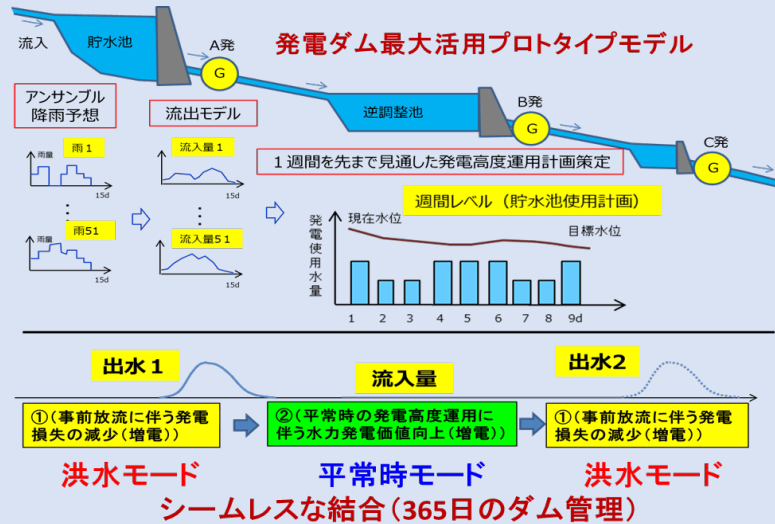 発電ダム最大活用プロトタイプモデル
流入
貯水池
A発
G
逆調整池
B発
G
C発
G
アンサンブル
降雨予想
流出モデル
1週間を先まで見通した発電高度運用計画策定
雨量
雨1
15d
⋮
雨量
雨51
15d
流入量1
15d
⋮
流入量51
15d
週間レベル（貯水池使用計画）
発電使用水量
現在水位
目標水位
1 2 3 4 5 6 7 8 9d
出水1
流入量
出水2
①(事前放流に伴う発電
損失の減少(増電))
②(平常時の発電高度運用に
伴う水力発電価値向上(増電))
①(事前放流に伴う発電
損失の減少(増電))
洪水モード
平常時モード
洪水モード
シームレスな結合(365日のダム管理)